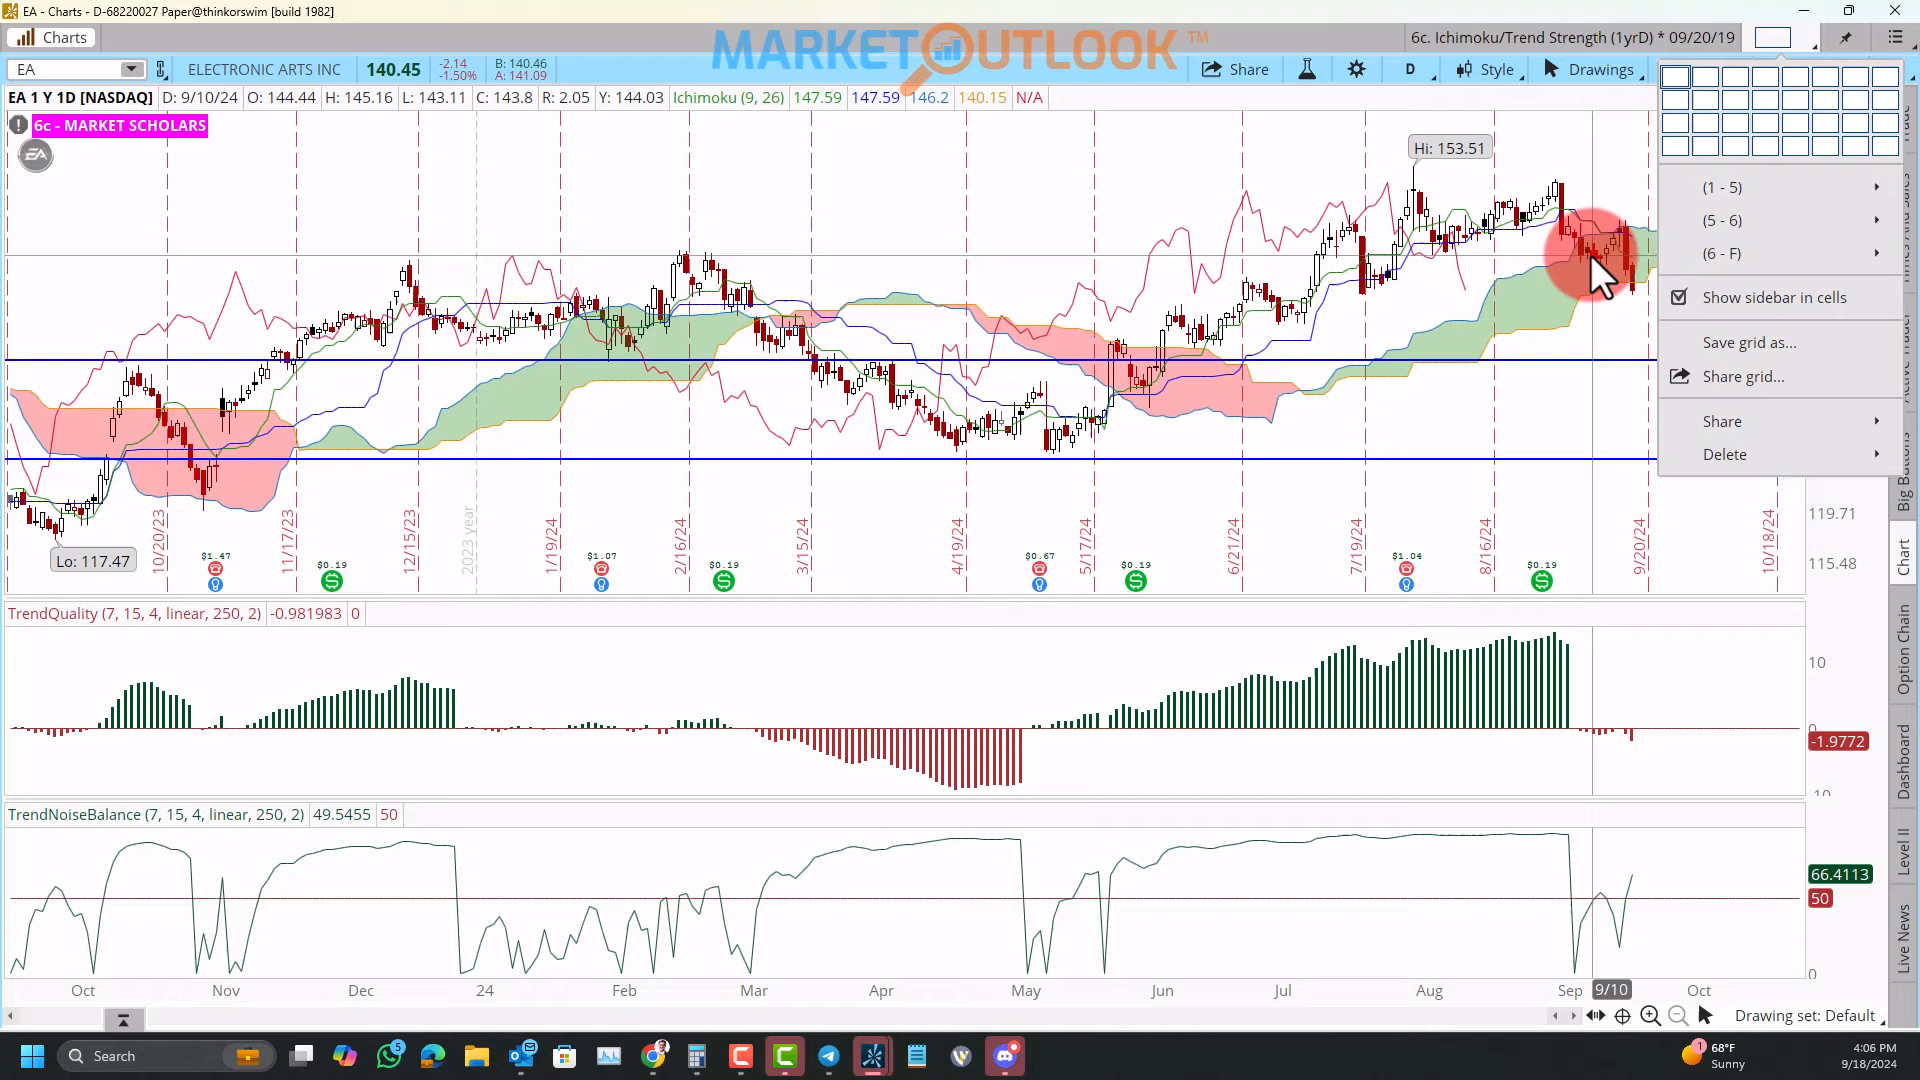 EA - Charts - D-68220027 Paper@thinkorswim [build 1982]
Charts
MARKET OUTLOOK ™
6c. Ichimoku/Trend Strength (1yrD) * 09/20/19
EA
ELECTRONIC ARTS INC
140.45
-2.14
-1.50%
B: 140.46
A: 141.09
Share
D
Style
Drawings
EA 1 Y 1D [NASDAQ]
D: 9/10/24
O: 144.44
H: 145.16
L: 143.11
C: 143.8
R: 2.05
Y: 144.03
Ichimoku (9, 26)
147.59
147.59
146.2
140.15
N/A
6c - MARKET SCHOLARS
EA
Hi: 153.51
Lo: 117.47
(1 - 5)
(5 - 6)
(6 - F)
Show sidebar in cells
Save grid as...
Share grid...
Share
Delete
119.71
115.48
10/20/23
11/17/23
12/15/23
2023 year
1/19/24
2/16/24
3/15/24
4/19/24
5/17/24
6/21/24
7/19/24
8/16/24
9/20/24
10/18/24
$1.47
$0.19
$1.07
$0.19
$0.67
$0.19
$1.04
$0.19
TrendQuality (7, 15, 4, linear, 250, 2)
-0.981983
0
10
0
-1.9772
-10
TrendNoiseBalance (7, 15, 4, linear, 250, 2)
49.5455
50
66.4113
50
0
Oct
Nov
Dec
24
Feb
Mar
Apr
May
Jun
Jul
Aug
Sep
9/10
Oct
Drawing set: Default
Big Buttons
Chart
Option Chain
Dashboard
Level II
Live News
Search
5
1
68°F
Sunny
4:06 PM
9/18/2024